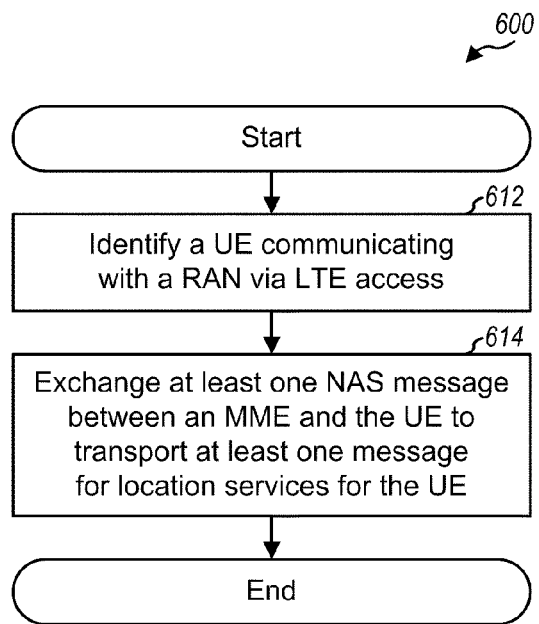 600
Start
612
Identify a UE communicating
with a RAN via LTE access
614
Exchange at least one NAS message
between an MME and the UE to
transport at least one message
for location services for the UE
End